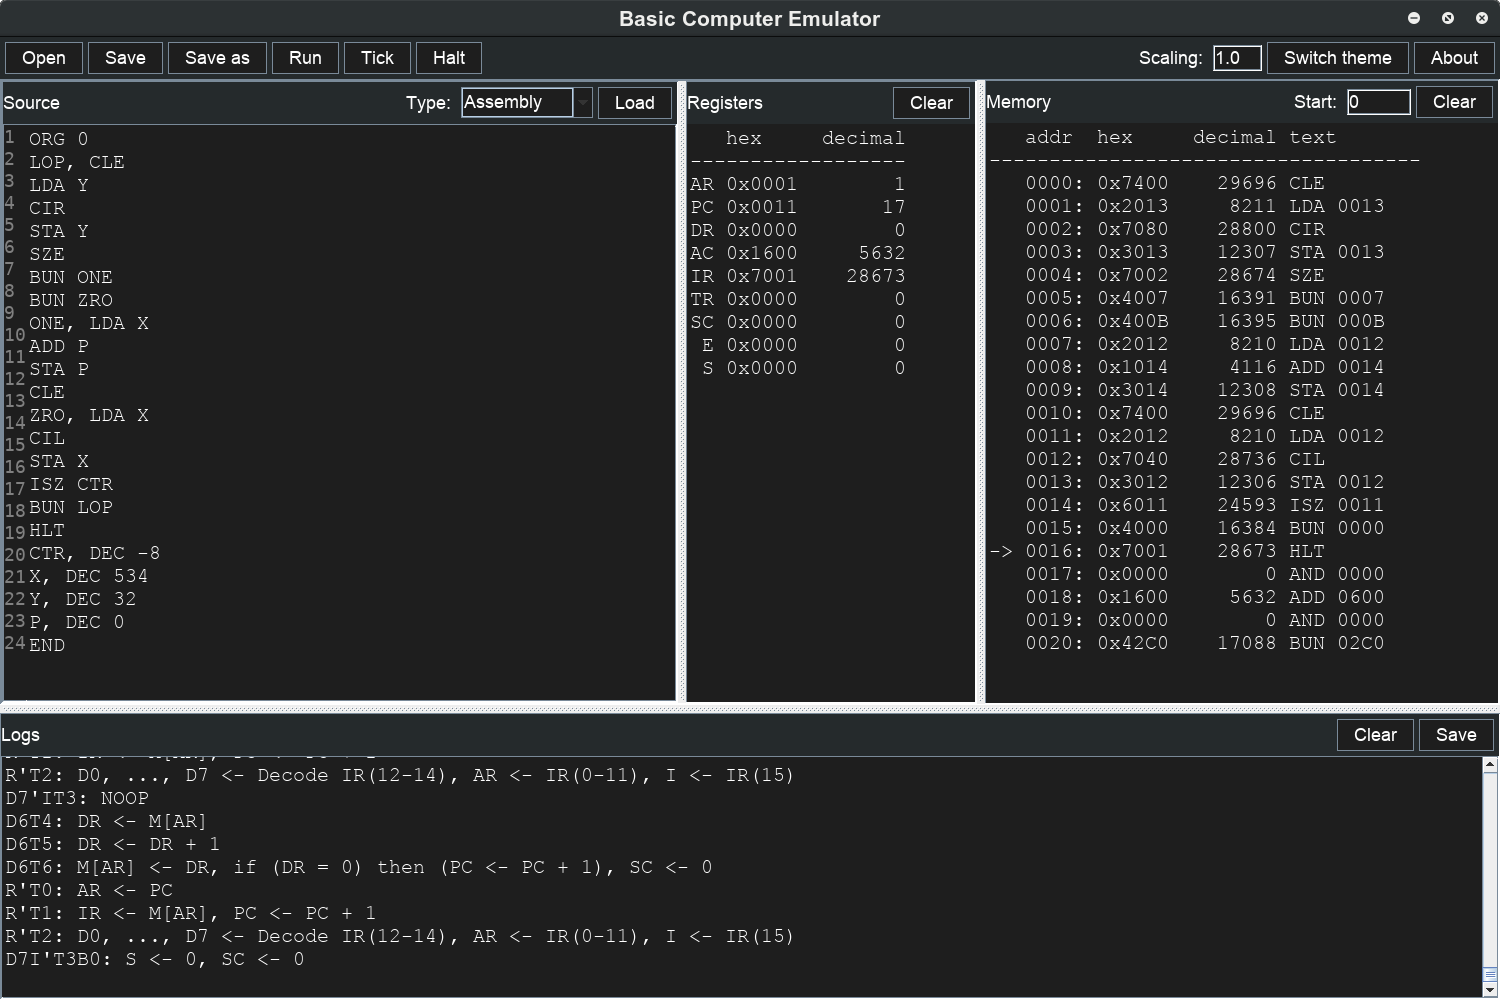 Basic Computer Emulator
Open Save Save as Run Tick Halt Scaling: 1.0 Switch theme About
Source Type: Assembly Load
1 ORG 0
2 LOP, CLE
3 LDA Y
4 CIR
5 STA Y
6 SZE
7 BUN ONE
8 BUN ZRO
9 ONE, LDA X
10 ADD P
11 STA P
12 CLE
13 ZRO, LDA X
14 CIL
15 STA X
16 ISZ CTR
17 BUN LOP
18 HLT
19 CTR, DEC -8
20 X, DEC 534
21 Y, DEC 32
22 P, DEC 0
23 END
24
Registers Clear
hex decimal
------------------
AR 0x0001 1
PC 0x0011 17
DR 0x0000 0
AC 0x1600 5632
IR 0x7001 28673
TR 0x0000 0
SC 0x0000 0
E 0x0000 0
S 0x0000 0
Memory Start: 0 Clear
addr hex decimal text
------------------------------------
0000: 0x7400 29696 CLE
0001: 0x2013 8211 LDA 0013
0002: 0x7080 28800 CIR
0003: 0x3013 12307 STA 0013
0004: 0x7002 28674 SZE
0005: 0x4007 16391 BUN 0007
0006: 0x400B 16395 BUN 000B
0007: 0x2012 8210 LDA 0012
0008: 0x1014 4116 ADD 0014
0009: 0x3014 12308 STA 0014
0010: 0x7400 29696 CLE
0011: 0x2012 8210 LDA 0012
0012: 0x7040 28736 CIL
0013: 0x3012 12306 STA 0012
0014: 0x6011 24593 ISZ 0011
0015: 0x4000 16384 BUN 0000
-> 0016: 0x7001 28673 HLT
0017: 0x0000 0 AND 0000
0018: 0x1600 5632 ADD 0600
0019: 0x0000 0 AND 0000
0020: 0x42C0 17088 BUN 02C0
Logs Clear Save
R'T2: D0, ..., D7 <- Decode IR(12-14), AR <- IR(0-11), I <- IR(15)
D7'IT3: NOOP
D6T4: DR <- M[AR]
D6T5: DR <- DR + 1
D6T6: M[AR] <- DR, if (DR = 0) then (PC <- PC + 1), SC <- 0
R'T0: AR <- PC
R'T1: IR <- M[AR], PC <- PC + 1
R'T2: D0, ..., D7 <- Decode IR(12-14), AR <- IR(0-11), I <- IR(15)
D7I'T3B0: S <- 0, SC <- 0